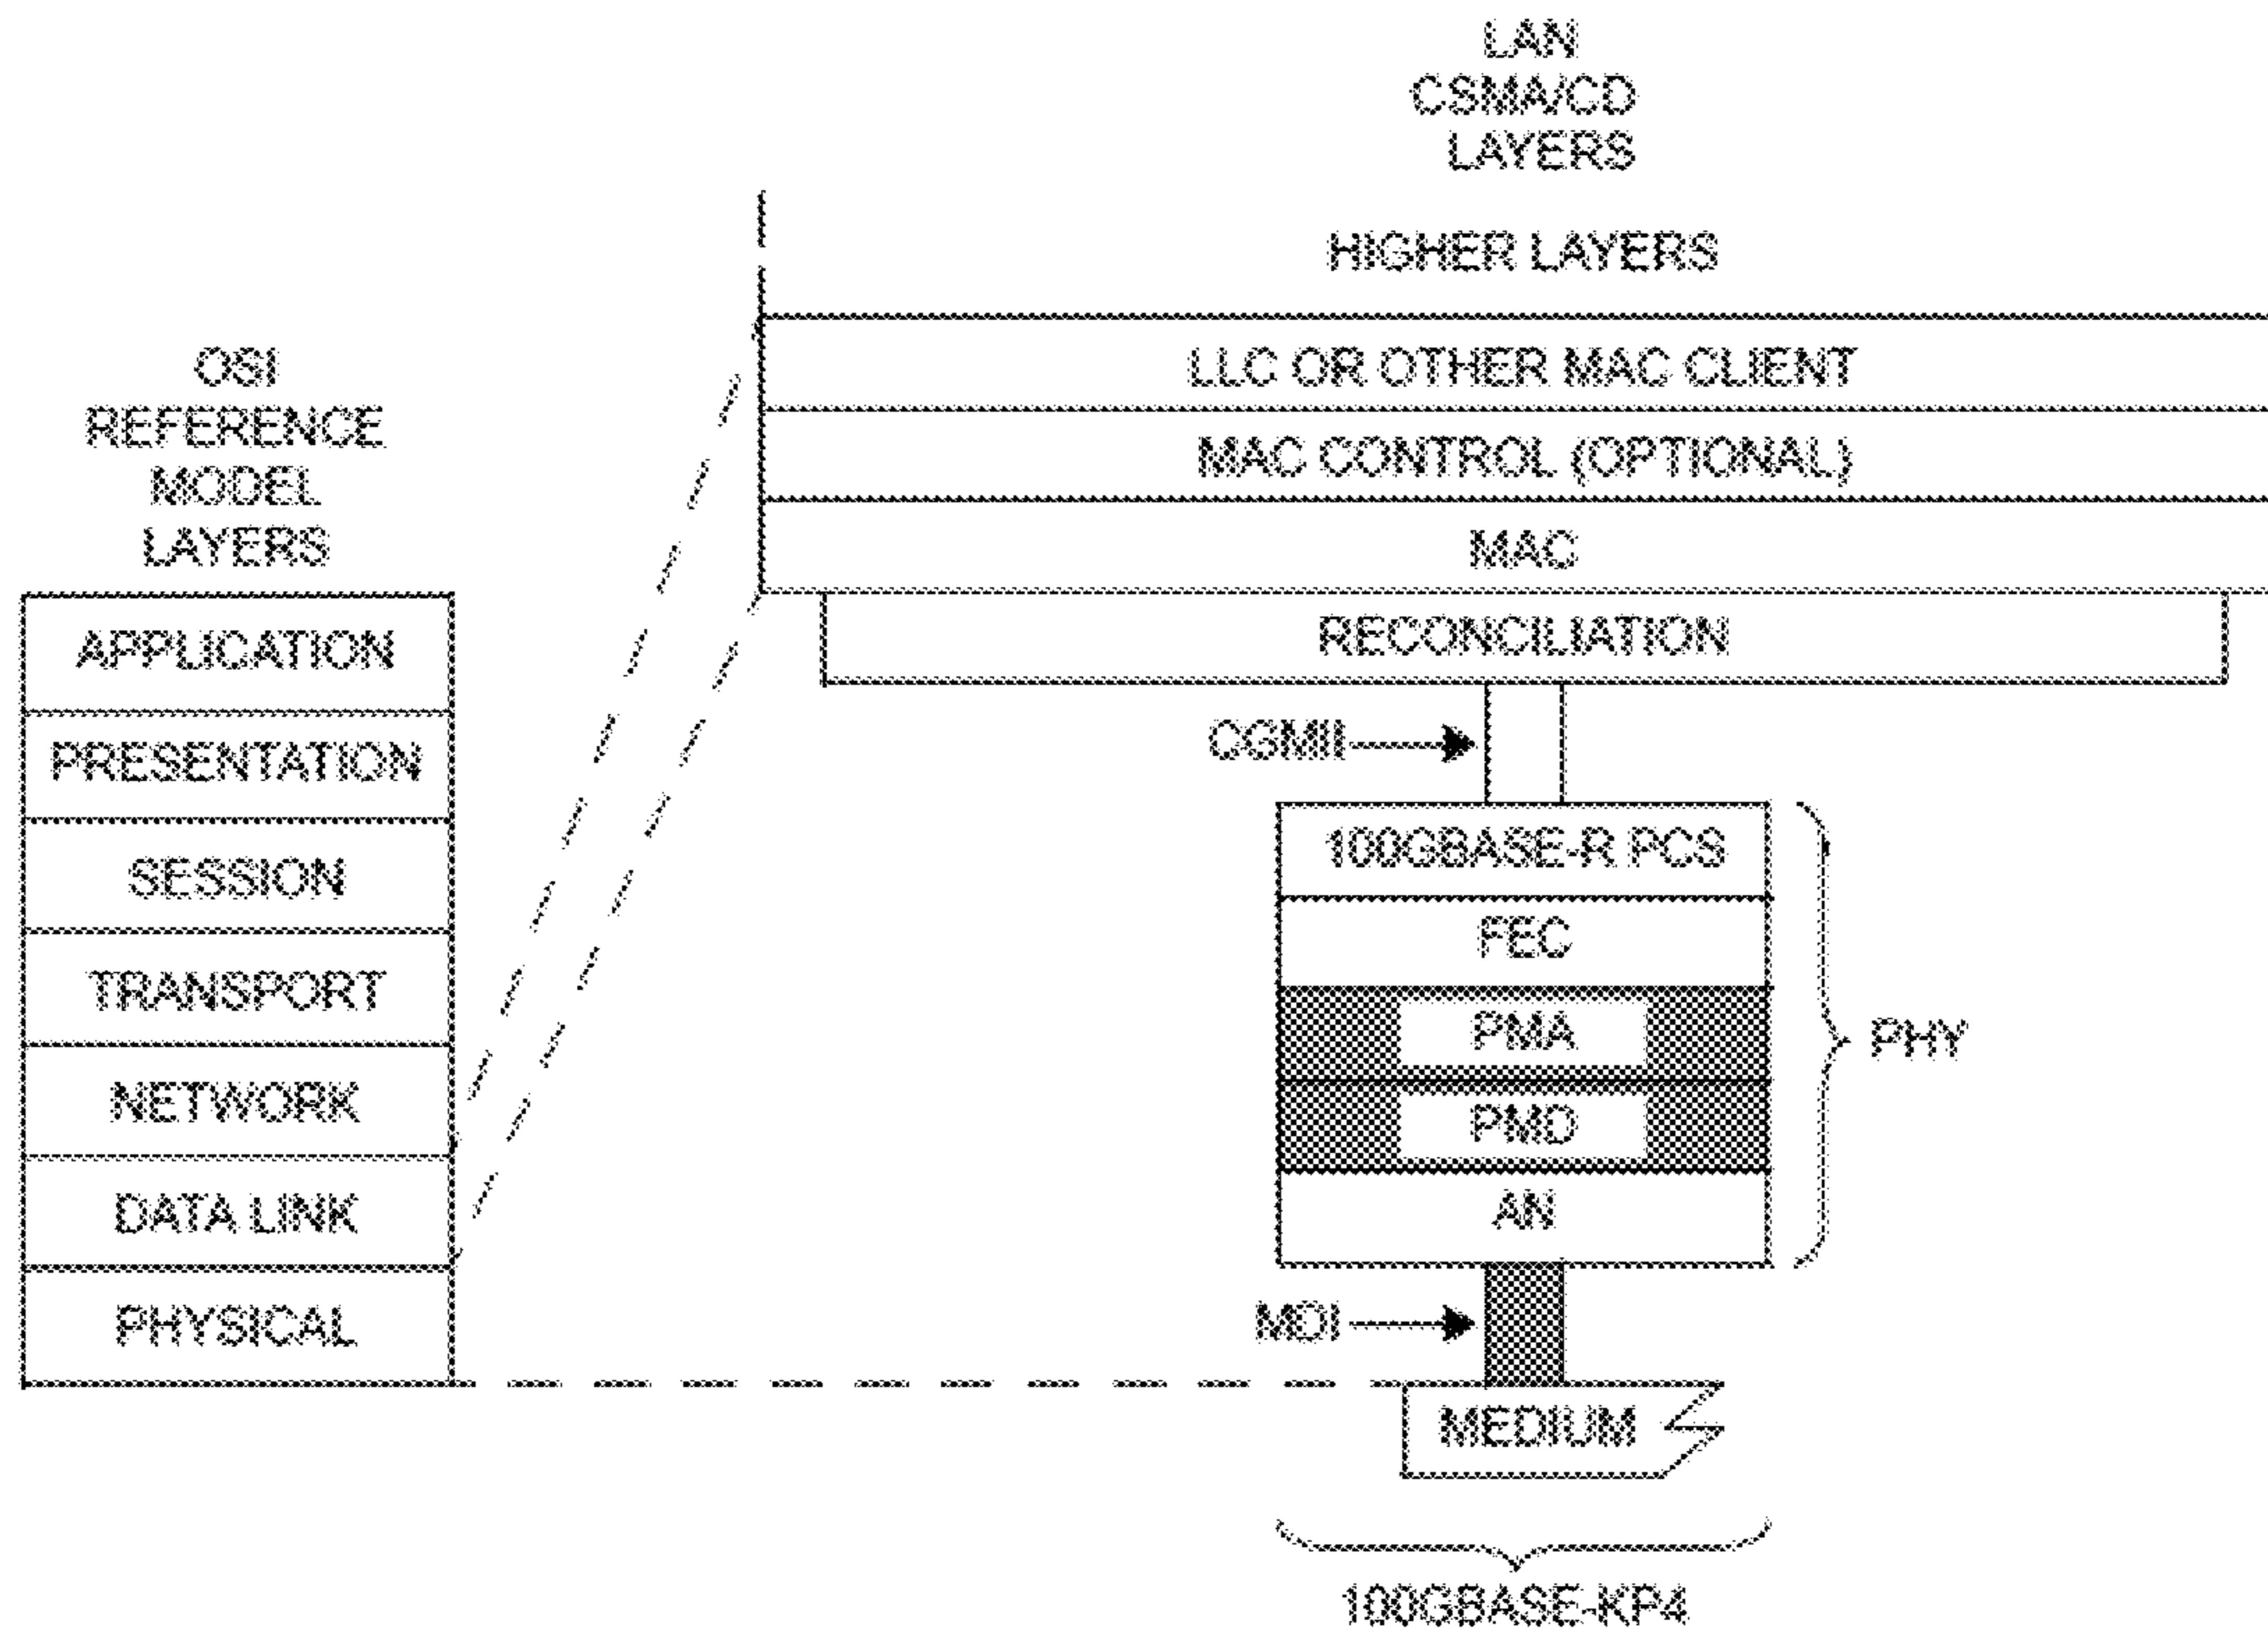 LAN
CSMA/CD
LAYERS
HIGHER LAYERS
LLC OR OTHER MAC CLIENT
MAC CONTROL (OPTIONAL)
MAC
RECONCILIATION
OSI
REFERENCE
MODEL
LAYERS
APPLICATION
PRESENTATION
SESSION
TRANSPORT
NETWORK
DATA LINK
PHYSICAL
CGMII
100GBASE-R PCS
FEC
PMA
PMD
AN
PHY
MDI
MEDIUM
100GBASE-KP4